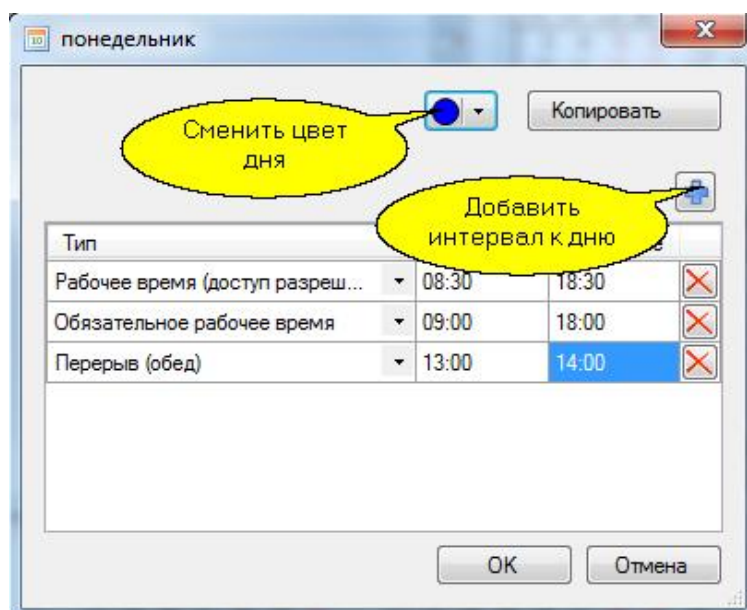 понедельник
Копировать
Сменить цвет
дня
Добавить
интервал к дню
Тип
Рабочее время (доступ разреш... 08:30 18:30
Обязательное рабочее время 09:00 18:00
Перерыв (обед) 13:00 14:00
OK Отмена